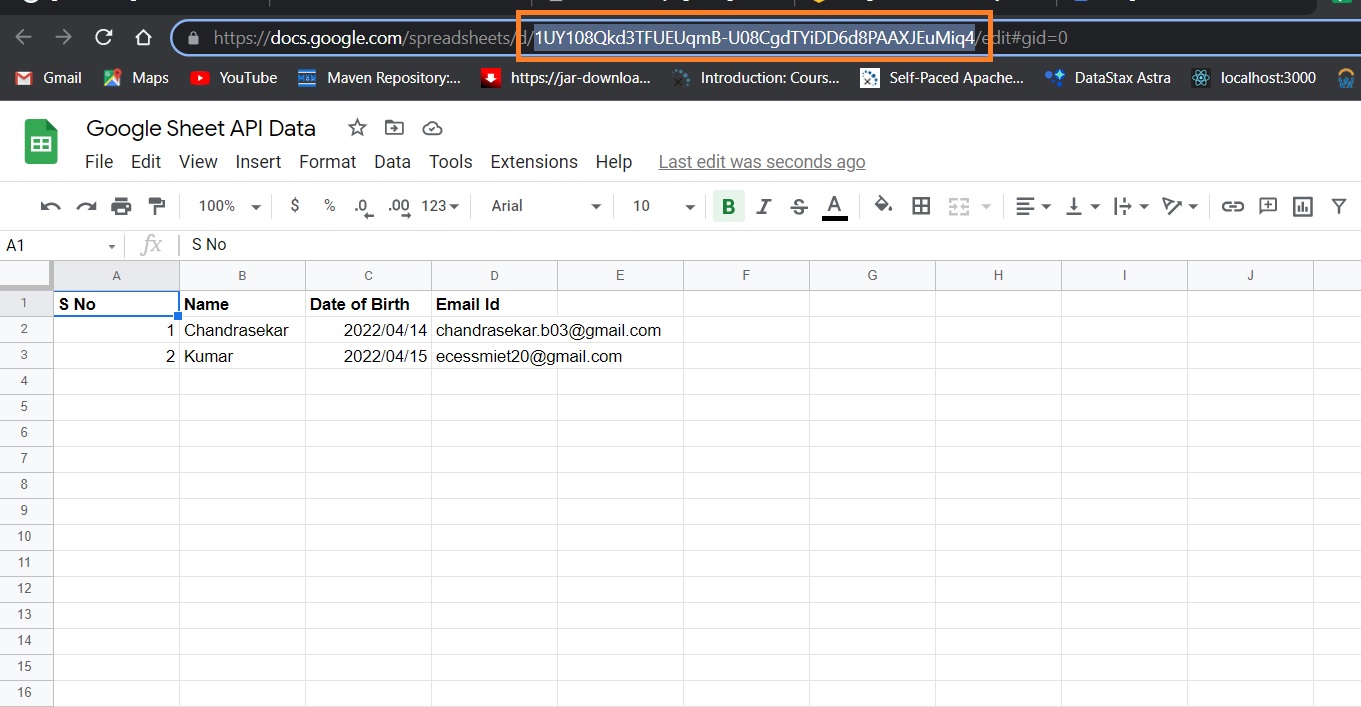 https://docs.google.com/spreadsheets/d/1UY108Qkd3TFUEUqmB-U08CgdTYiDD6d8PAAXJEuMiq4/edit#gid=0
Gmail Maps YouTube Maven Repository:... https://jar-downloa... Introduction: Cours... Self-Paced Apache... DataStax Astra localhost:3000
Google Sheet API Data
File Edit View Insert Format Data Tools Extensions Help Last edit was seconds ago
100% $ % .0 .00 123 Arial 10 B I S A
A1 fx S No
A B C D E F G H I J
1 S No Name Date of Birth Email Id
2 1 Chandrasekar 2022/04/14 chandrasekar.b03@gmail.com
3 2 Kumar 2022/04/15 ecessmiet20@gmail.com
4
5
6
7
8
9
10
11
12
13
14
15
16